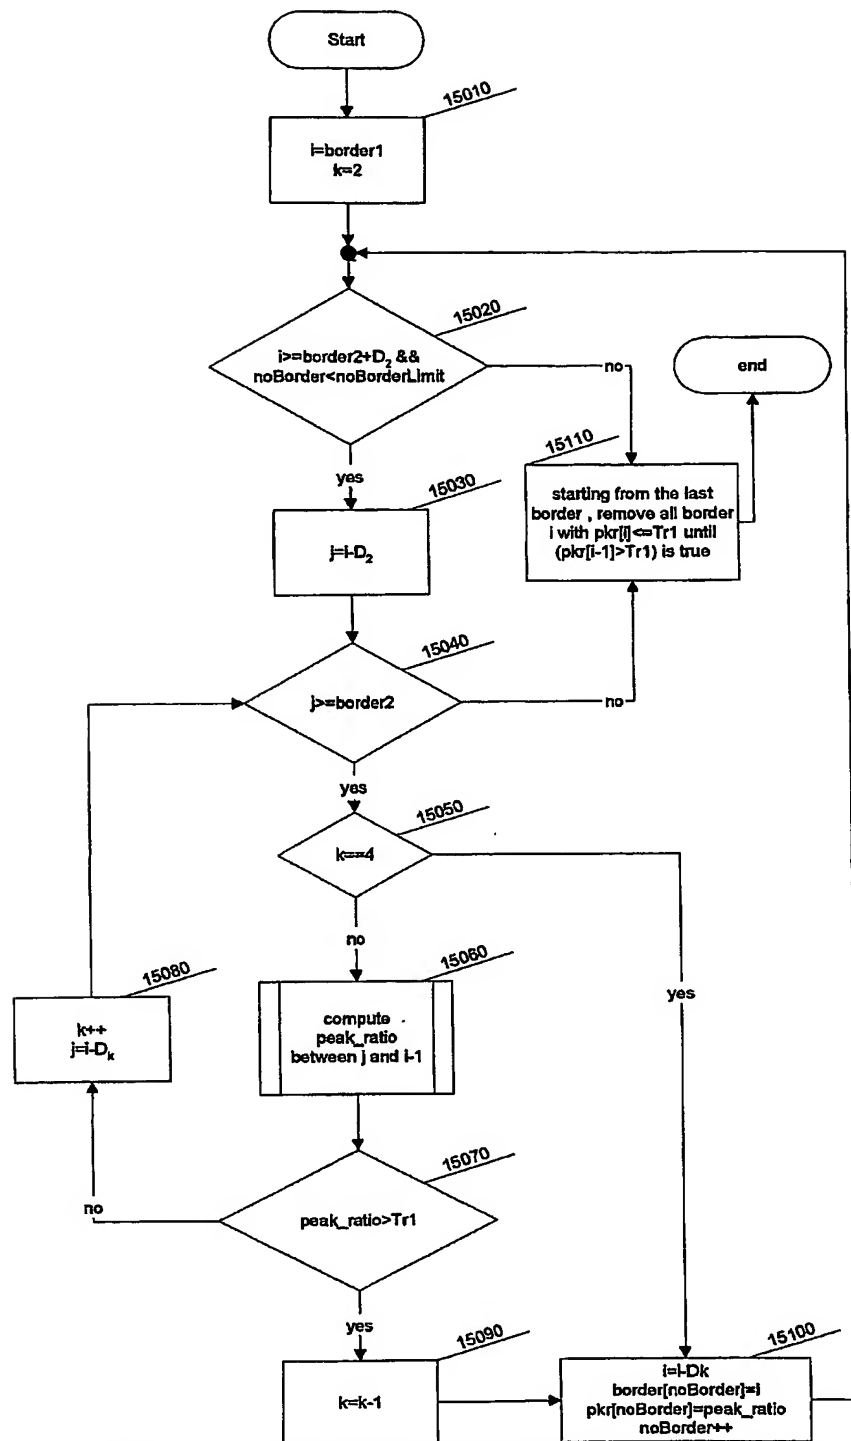 Start
15010
i=border1
k=2
15020
i>=border2+D₂ &&
noBorder<noBorderLimit
no
end
yes
15110
starting from the last
border , remove all border
i with pkr[i]<=Tr1 until
(pkr[i-1]>Tr1) is true
15030
j=i-D₂
15040
j>=border2
no
yes
15050
k==4
no
yes
15060
compute
peak_ratio
between j and i-1
15080
k++
j=i-Dₖ
15070
peak_ratio>Tr1
no
yes
15090
k=k-1
15100
i=i-Dk
border[noBorder]=i
pkr[noBorder]=peak_ratio
noBorder++